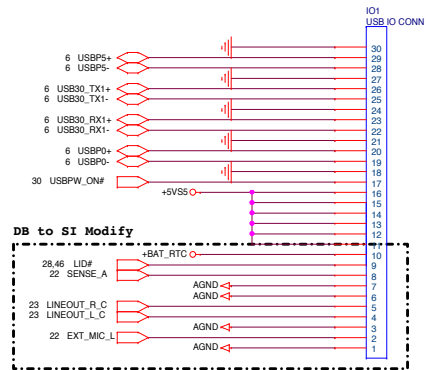 IO1
USB IO CONN
30
6 USBP5+ 29
6 USBP5- 28
27
6 USB30_TX1+ 26
6 USB30_TX1- 25
24
6 USB30_RX1+ 23
6 USB30_RX1- 22
21
6 USBP0+ 20
6 USBP0- 19
18
30 USBPW_ON# 17
+5VS5 16
15
14
13
12
DB to SI Modify
11
+BAT_RTC 10
28,46 LID# 9
22 SENSE_A 8
AGND 7
AGND 6
23 LINEOUT_R_C 5
23 LINEOUT_L_C 4
AGND 3
22 EXT_MIC_L 2
AGND 1